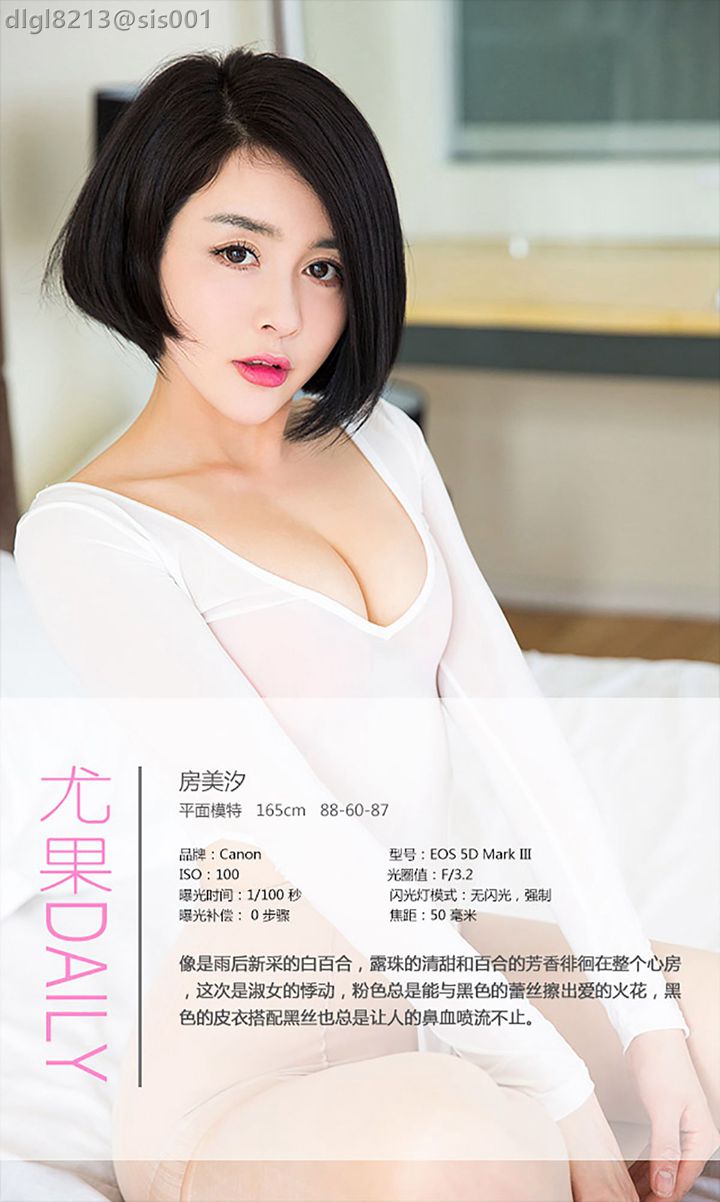 dlgl8213@sis001
尤果DAILY
房美汐
平面模特 165cm 88-60-87
品牌：Canon 型号：EOS 5D Mark III
ISO：100 光圈值：F/3.2
曝光时间：1/100 秒 闪光灯模式：无闪光，强制
曝光补偿： 0 步骤 焦距：50 毫米
像是雨后新采的白百合，露珠的清甜和百合的芳香徘徊在整个心房
，这次是淑女的悸动，粉色总是能与黑色的蕾丝擦出爱的火花，黑
色的皮衣搭配黑丝也总是让人的鼻血喷流不止。